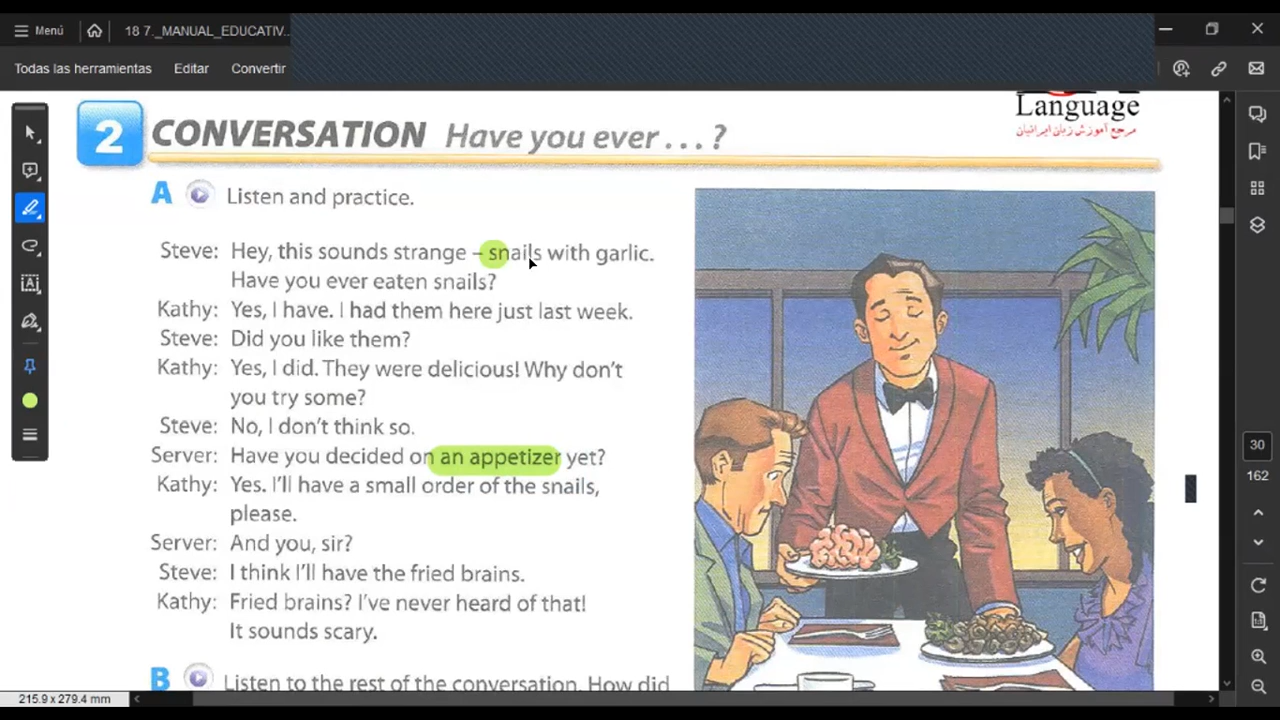 Menú
18 7._MANUAL_EDUCATIV...
Todas las herramientas Editar Convertir
Language
مرجع آموزش زبان ایرانیان
2 CONVERSATION Have you ever . . . ?
A Listen and practice.
Steve: Hey, this sounds strange – snails with garlic.
Have you ever eaten snails?
Kathy: Yes, I have. I had them here just last week.
Steve: Did you like them?
Kathy: Yes, I did. They were delicious! Why don't
you try some?
Steve: No, I don't think so.
Server: Have you decided on an appetizer yet?
Kathy: Yes. I'll have a small order of the snails,
please.
Server: And you, sir?
Steve: I think I'll have the fried brains.
Kathy: Fried brains? I've never heard of that!
It sounds scary.
B Listen to the rest of the conversation. How did
30
162
215.9 x 279.4 mm